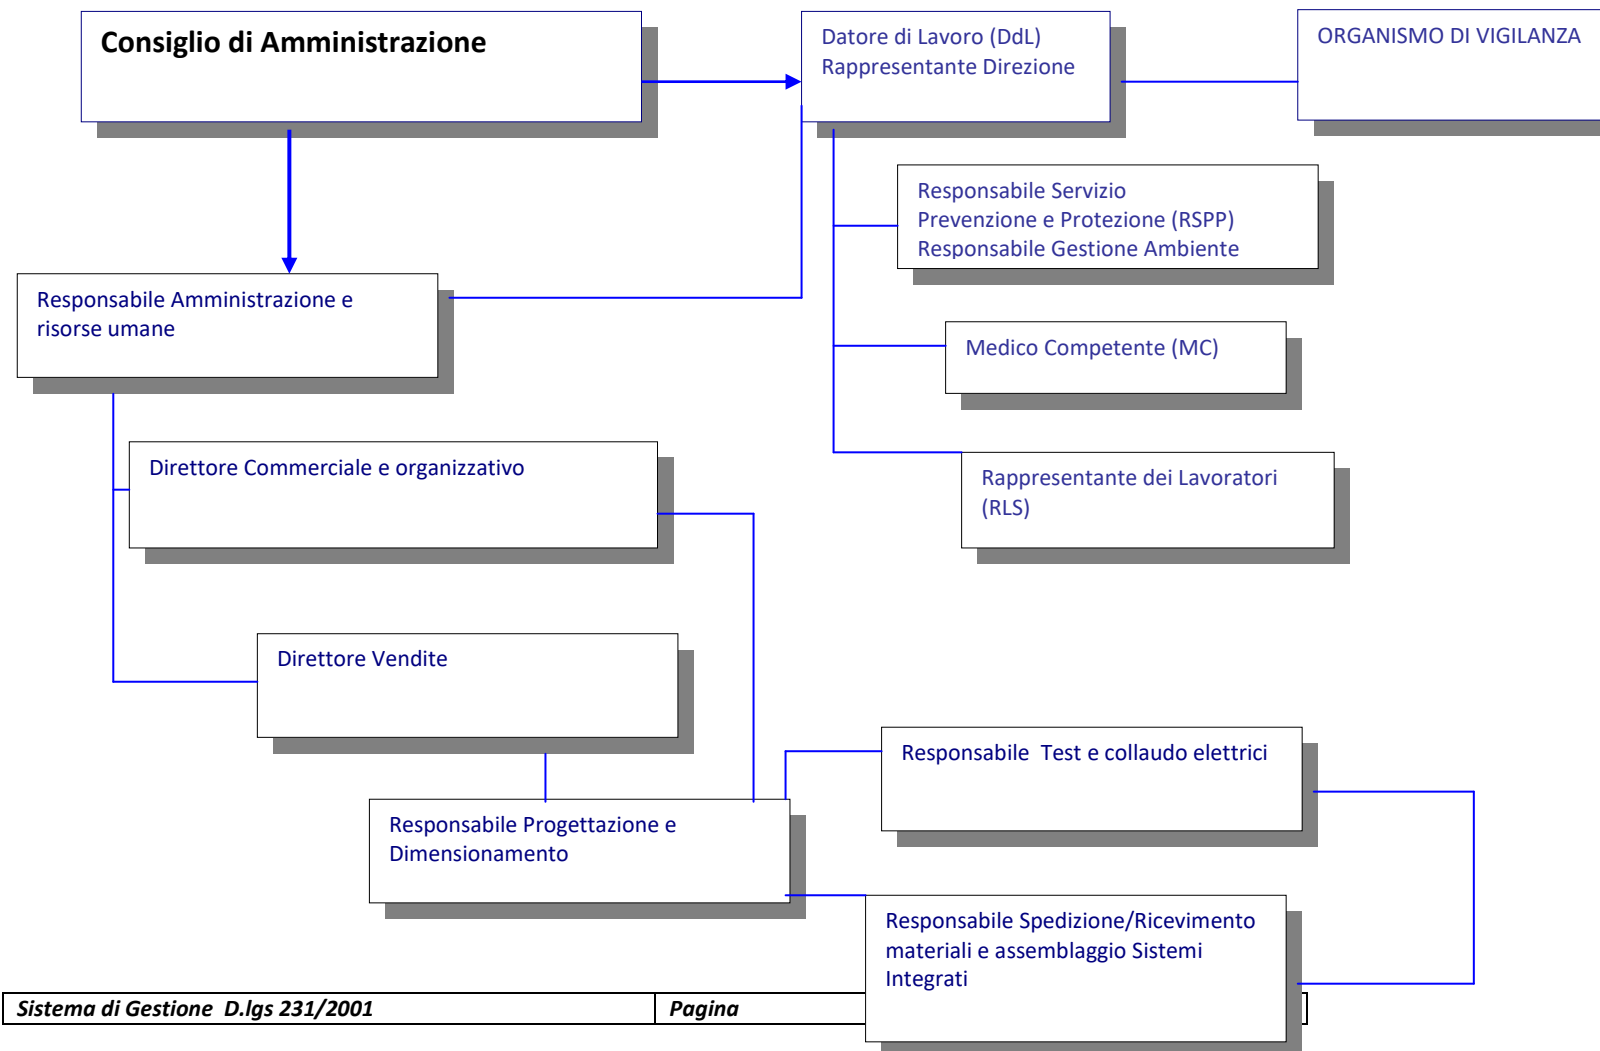 Consiglio di Amministrazione
Datore di Lavoro (DdL)
Rappresentante Direzione
ORGANISMO DI VIGILANZA
Responsabile Servizio
Prevenzione e Protezione (RSPP)
Responsabile Gestione Ambiente
Responsabile Amministrazione e
risorse umane
Medico Competente (MC)
Direttore Commerciale e organizzativo
Rappresentante dei Lavoratori
(RLS)
Direttore Vendite
Responsabile Test e collaudo elettrici
Responsabile Progettazione e
Dimensionamento
Responsabile Spedizione/Ricevimento
materiali e assemblaggio Sistemi
Integrati
Sistema di Gestione D.lgs 231/2001
Pagina